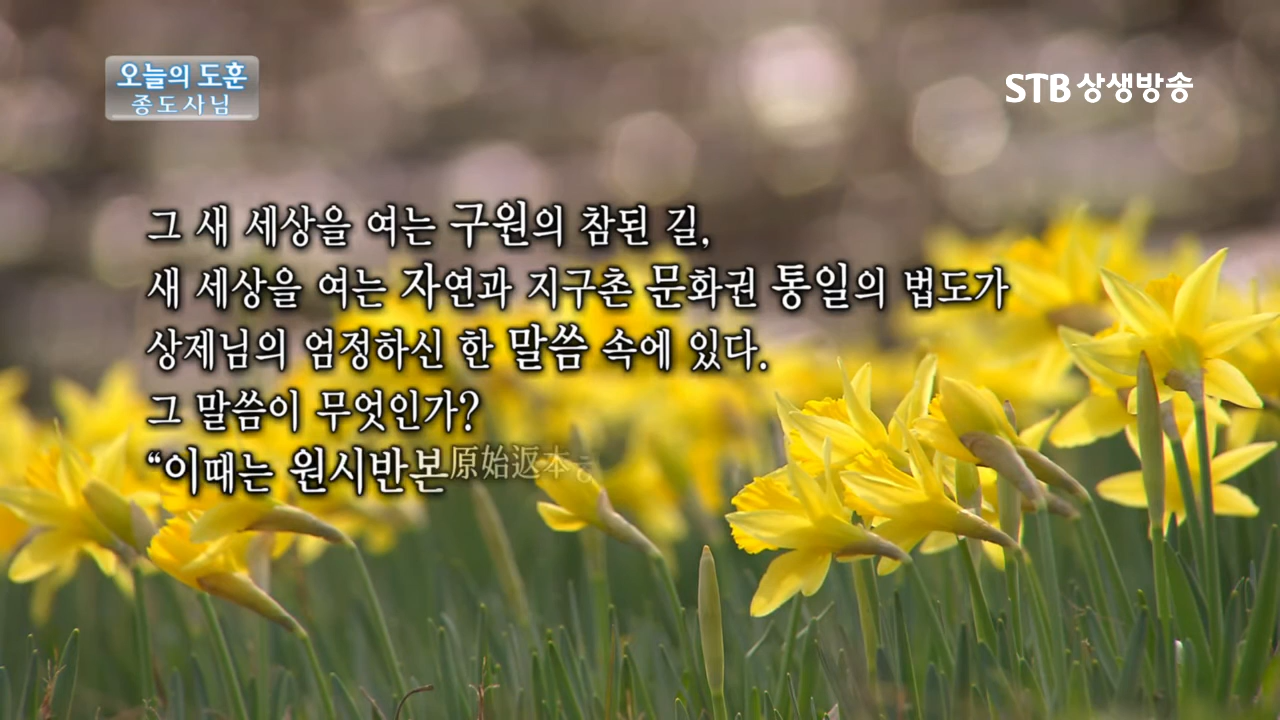 오늘의 도훈
종도사님
STB 상생방송
그 새 세상을 여는 구원의 참된 길,
새 세상을 여는 자연과 지구촌 문화권 통일의 법도가
상제님의 엄정하신 한 말씀 속에 있다.
그 말씀이 무엇인가?
“이때는 원시반본原始返本